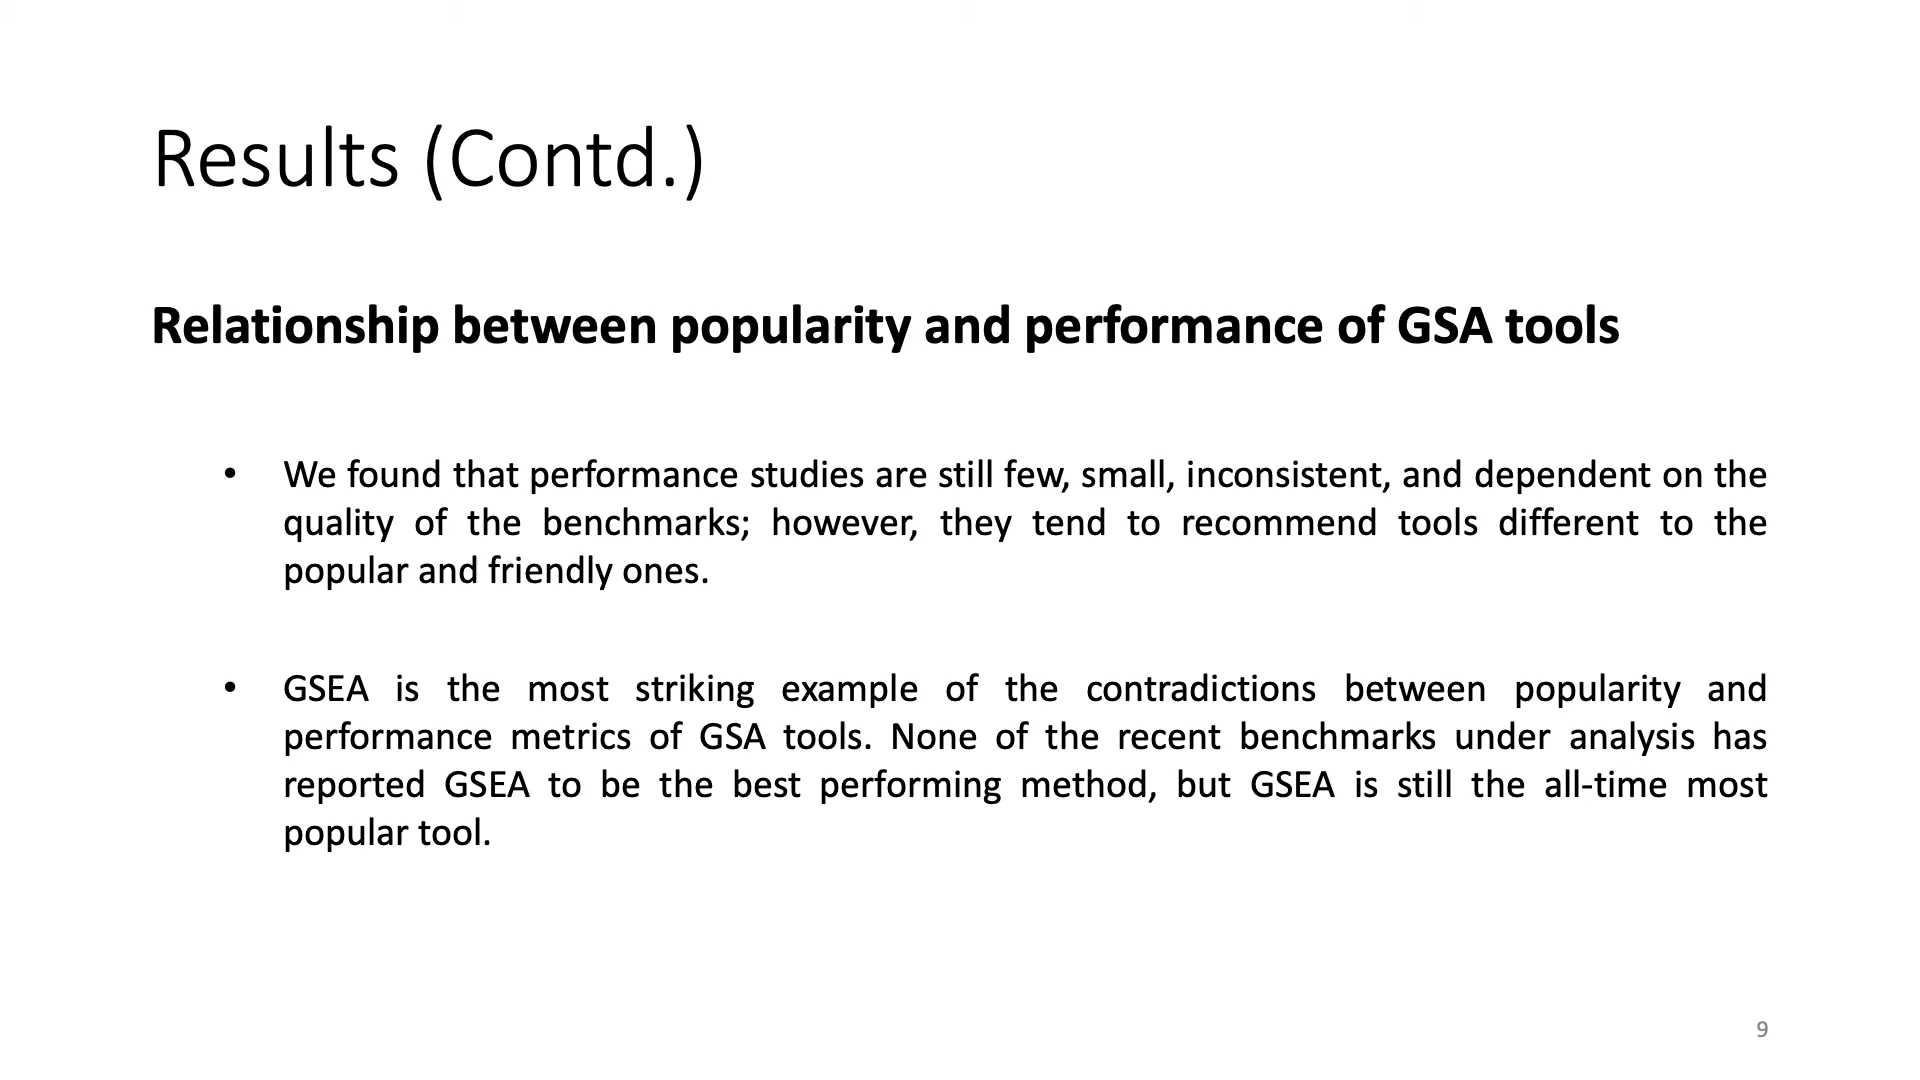 Results (Contd.)
Relationship between popularity and performance of GSA tools
• We found that performance studies are still few, small, inconsistent, and dependent on the
quality of the benchmarks; however, they tend to recommend tools different to the
popular and friendly ones.
• GSEA is the most striking example of the contradictions between popularity and
performance metrics of GSA tools. None of the recent benchmarks under analysis has
reported GSEA to be the best performing method, but GSEA is still the all-time most
popular tool.
9